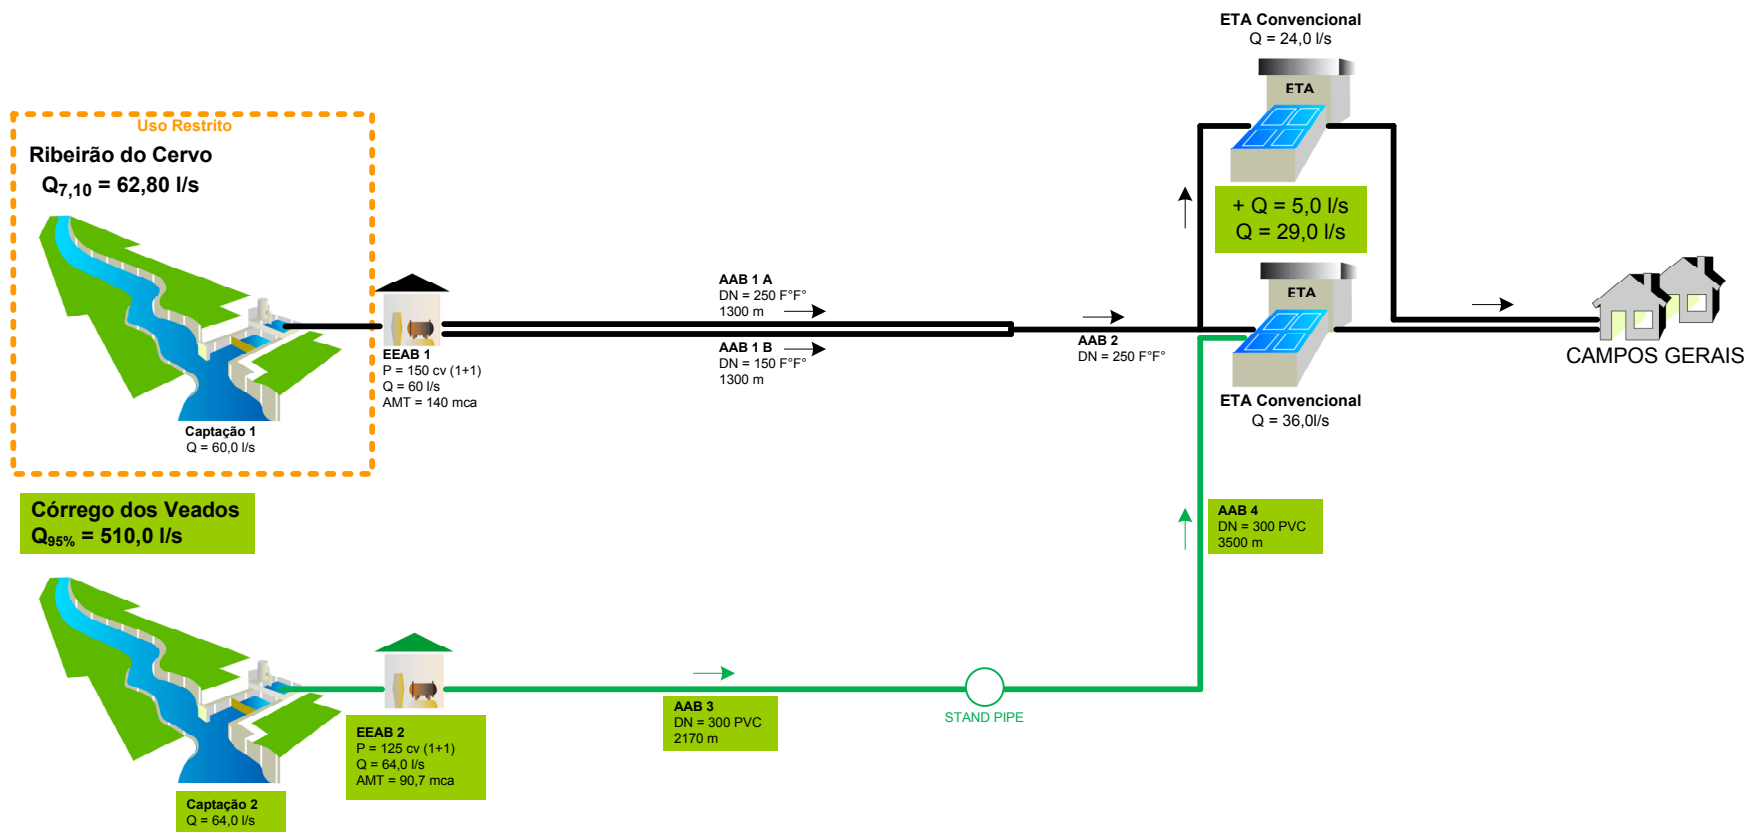 ETA Convencional
Q = 24,0 l/s
ETA
+ Q = 5,0 l/s
Q = 29,0 l/s
Uso Restrito
Ribeirão do Cervo
Q7,10 = 62,80 l/s
Captação 1
Q = 60,0 l/s
EEAB 1
P = 150 cv (1+1)
Q = 60 l/s
AMT = 140 mca
AAB 1 A
DN = 250 F°F°
1300 m
AAB 1 B
DN = 150 F°F°
1300 m
AAB 2
DN = 250 F°F°
ETA
ETA Convencional
Q = 36,0l/s
CAMPOS GERAIS
Córrego dos Veados
Q95% = 510,0 l/s
Captação 2
Q = 64,0 l/s
EEAB 2
P = 125 cv (1+1)
Q = 64,0 l/s
AMT = 90,7 mca
AAB 3
DN = 300 PVC
2170 m
STAND PIPE
AAB 4
DN = 300 PVC
3500 m